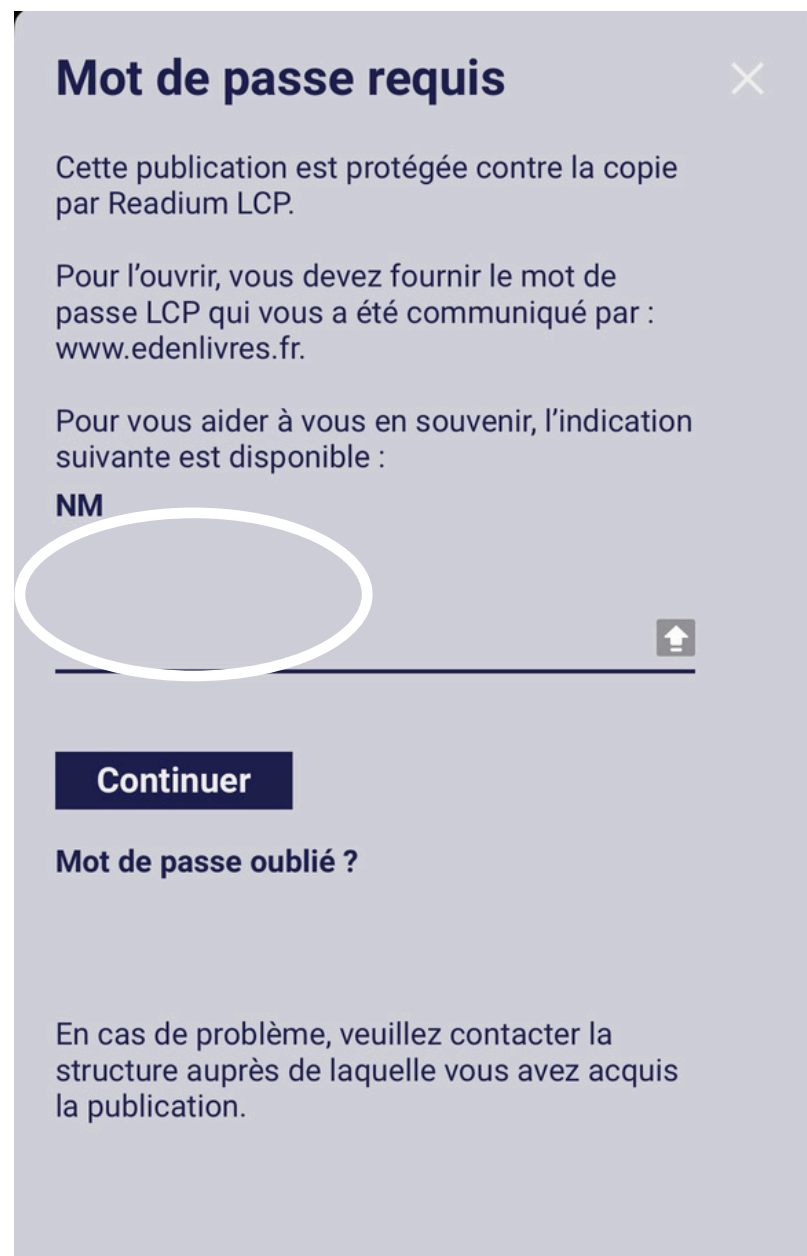 Mot de passe requis
Cette publication est protégée contre la copie
par Readium LCP.
Pour l’ouvrir, vous devez fournir le mot de
passe LCP qui vous a été communiqué par :
www.edenlivres.fr.
Pour vous aider à vous en souvenir, l’indication
suivante est disponible :
NM
Continuer
Mot de passe oublié ?
En cas de problème, veuillez contacter la
structure auprès de laquelle vous avez acquis
la publication.